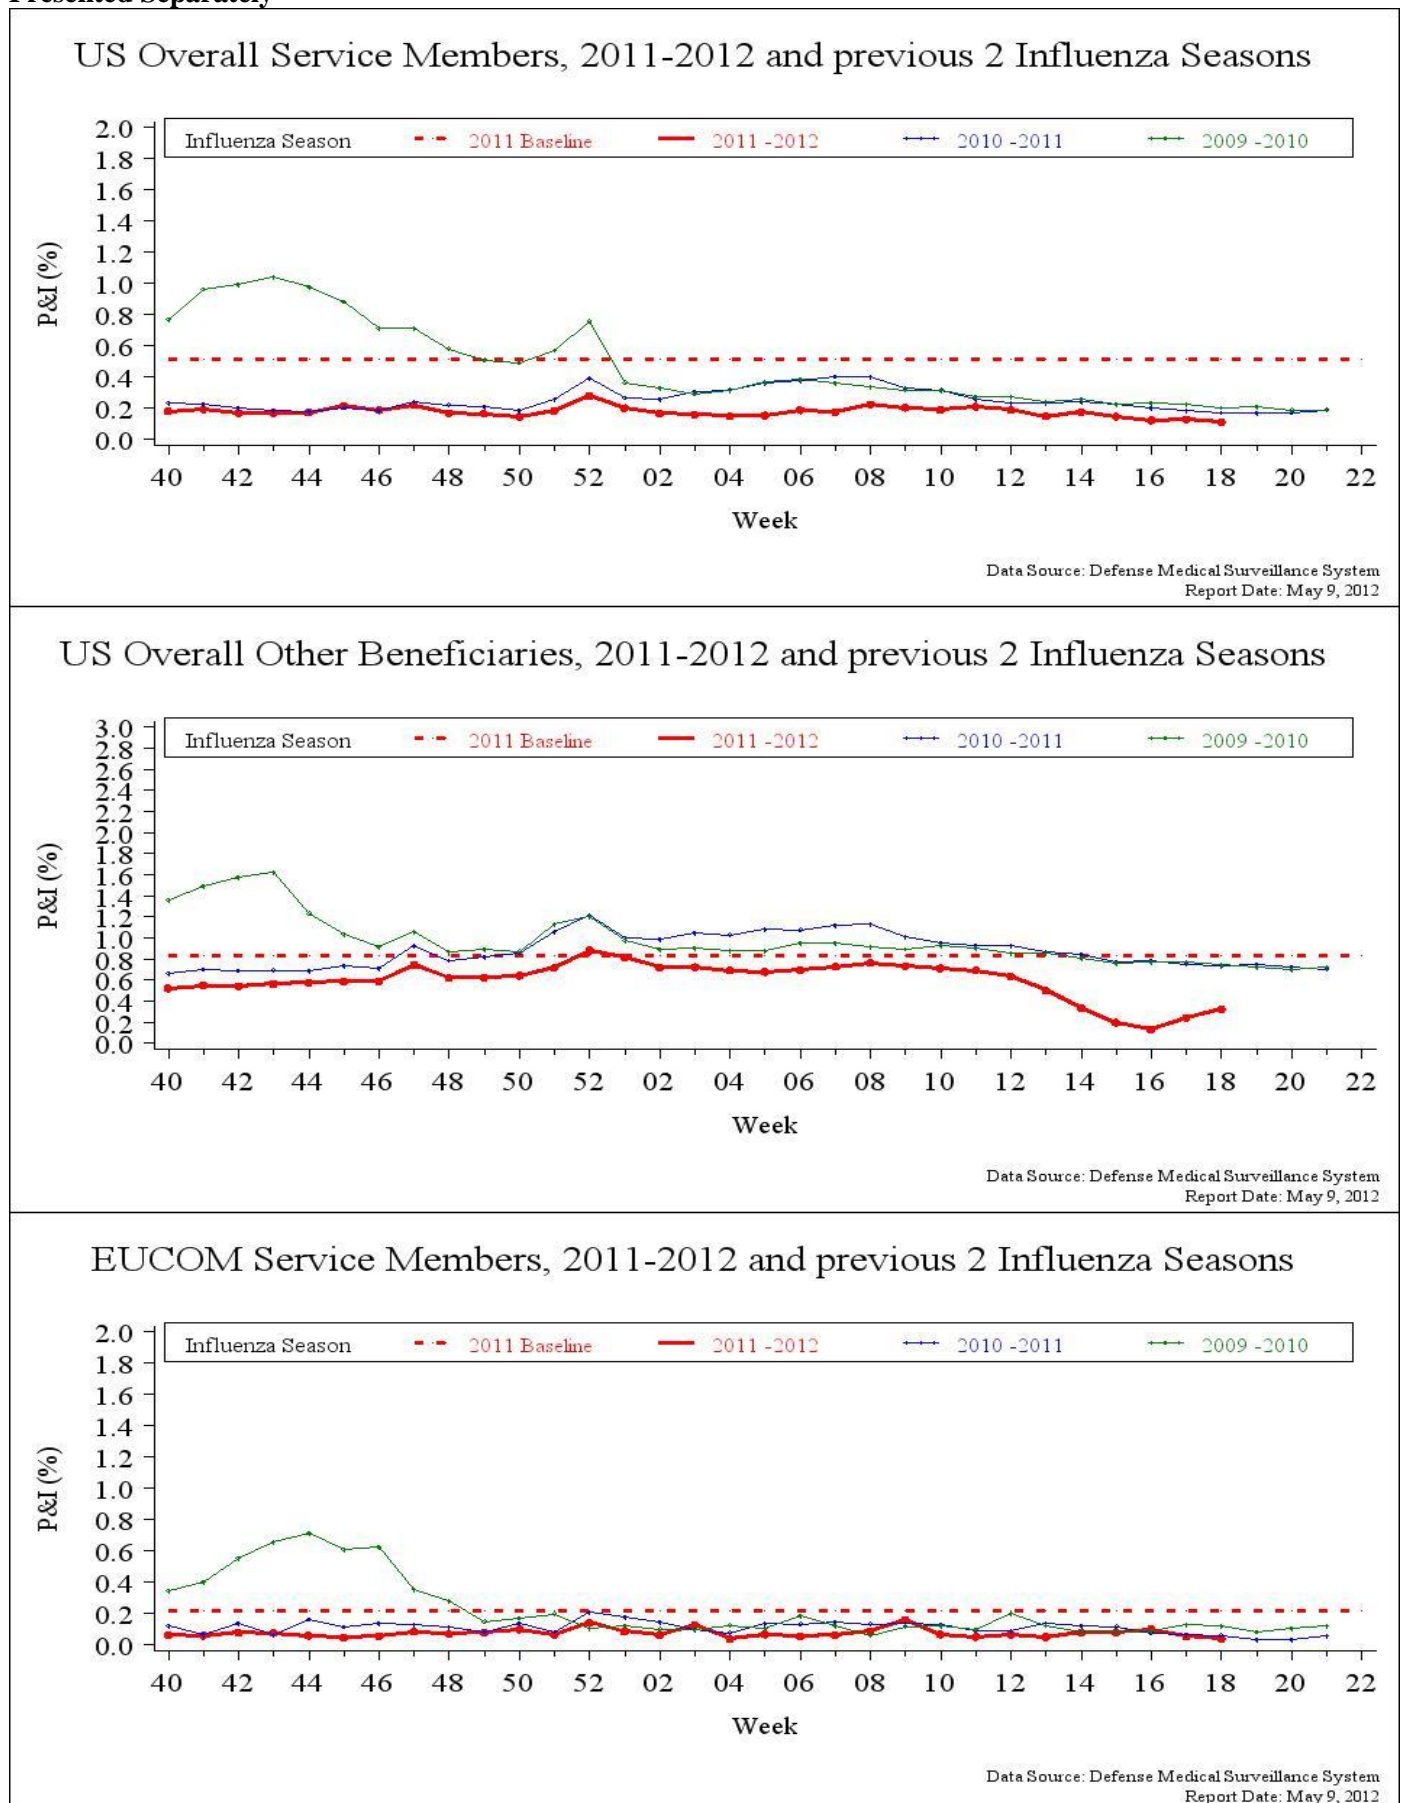 Presented Separately
US Overall Service Members, 2011-2012 and previous 2 Influenza Seasons
Influenza Season 2011 Baseline 2011 -2012 2010 -2011 2009 -2010
2.0
1.8
1.6
1.4
1.2
1.0
0.8
0.6
0.4
0.2
0.0
P&I (%)
40 42 44 46 48 50 52 02 04 06 08 10 12 14 16 18 20 22
Week
Data Source: Defense Medical Surveillance System
Report Date: May 9, 2012
US Overall Other Beneficiaries, 2011-2012 and previous 2 Influenza Seasons
Influenza Season 2011 Baseline 2011 -2012 2010 -2011 2009 -2010
3.0
2.8
2.6
2.4
2.2
2.0
1.8
1.6
1.4
1.2
1.0
0.8
0.6
0.4
0.2
0.0
P&I (%)
40 42 44 46 48 50 52 02 04 06 08 10 12 14 16 18 20 22
Week
Data Source: Defense Medical Surveillance System
Report Date: May 9, 2012
EUCOM Service Members, 2011-2012 and previous 2 Influenza Seasons
Influenza Season 2011 Baseline 2011 -2012 2010 -2011 2009 -2010
2.0
1.8
1.6
1.4
1.2
1.0
0.8
0.6
0.4
0.2
0.0
P&I (%)
40 42 44 46 48 50 52 02 04 06 08 10 12 14 16 18 20 22
Week
Data Source: Defense Medical Surveillance System
Report Date: May 9, 2012